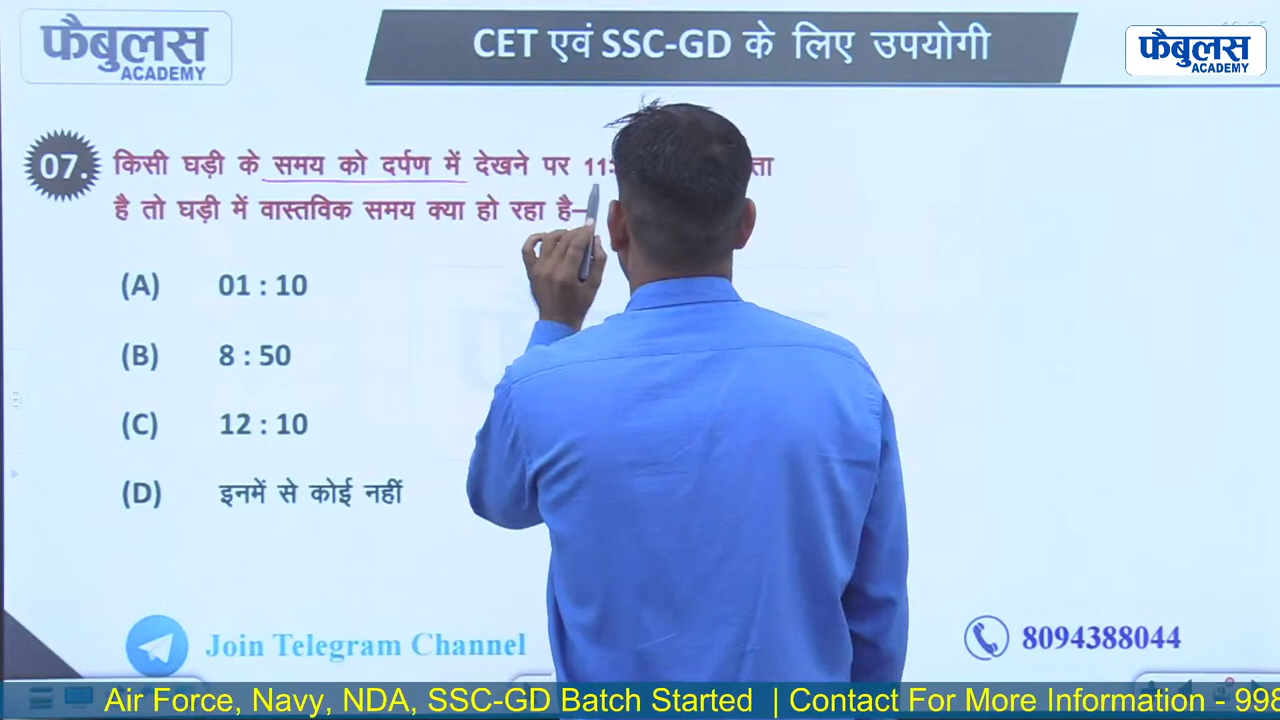 फैबुलस
ACADEMY
CET एवं SSC-GD के लिए उपयोगी
फैबुलस
ACADEMY
07. किसी घड़ी के समय को दर्पण में देखने पर 11:
है तो घड़ी में वास्तविक समय क्या हो रहा है–
(A) 01 : 10
(B) 8 : 50
(C) 12 : 10
(D) इनमें से कोई नहीं
Join Telegram Channel
8094388044
Air Force, Navy, NDA, SSC-GD Batch Started | Contact For More Information - 998